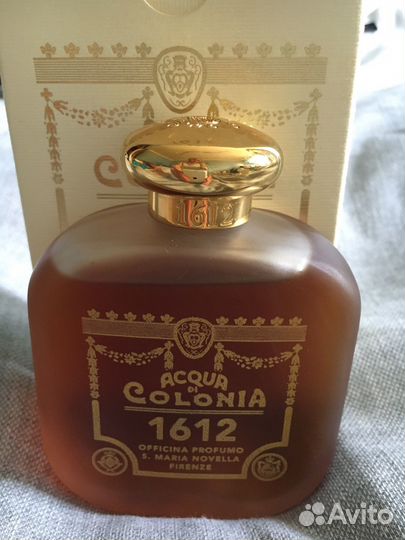 1612
ACQUA
DI
COLONIA
1612
OFFICINA PROFUMO
S. MARIA NOVELLA
FIRENZE
Avito